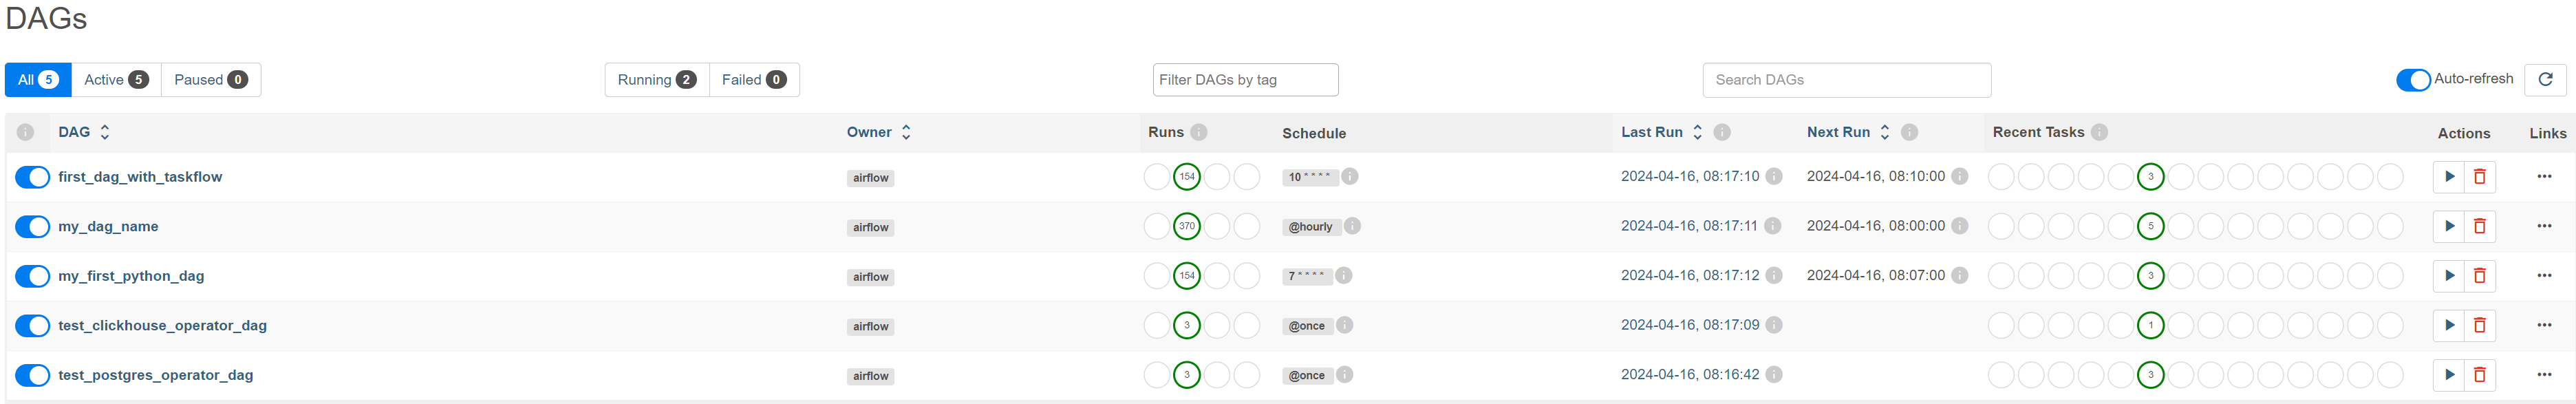 DAGs
All 5 Active 5 Paused 0 Running 2 Failed 0 Filter DAGs by tag Search DAGs Auto-refresh
DAG Owner Runs Schedule Last Run Next Run Recent Tasks Actions Links
first_dag_with_taskflow airflow 154 10 * * * * 2024-04-16, 08:17:10 2024-04-16, 08:10:00 3
my_dag_name airflow 370 @hourly 2024-04-16, 08:17:11 2024-04-16, 08:00:00 5
my_first_python_dag airflow 154 7 * * * * 2024-04-16, 08:17:12 2024-04-16, 08:07:00 3
test_clickhouse_operator_dag airflow 3 @once 2024-04-16, 08:17:09 1
test_postgres_operator_dag airflow 3 @once 2024-04-16, 08:16:42 3